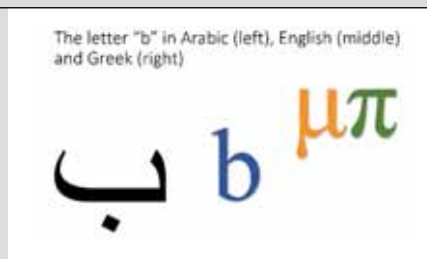 The letter "b" in Arabic (left), English (middle)
and Greek (right)
ب b μπ